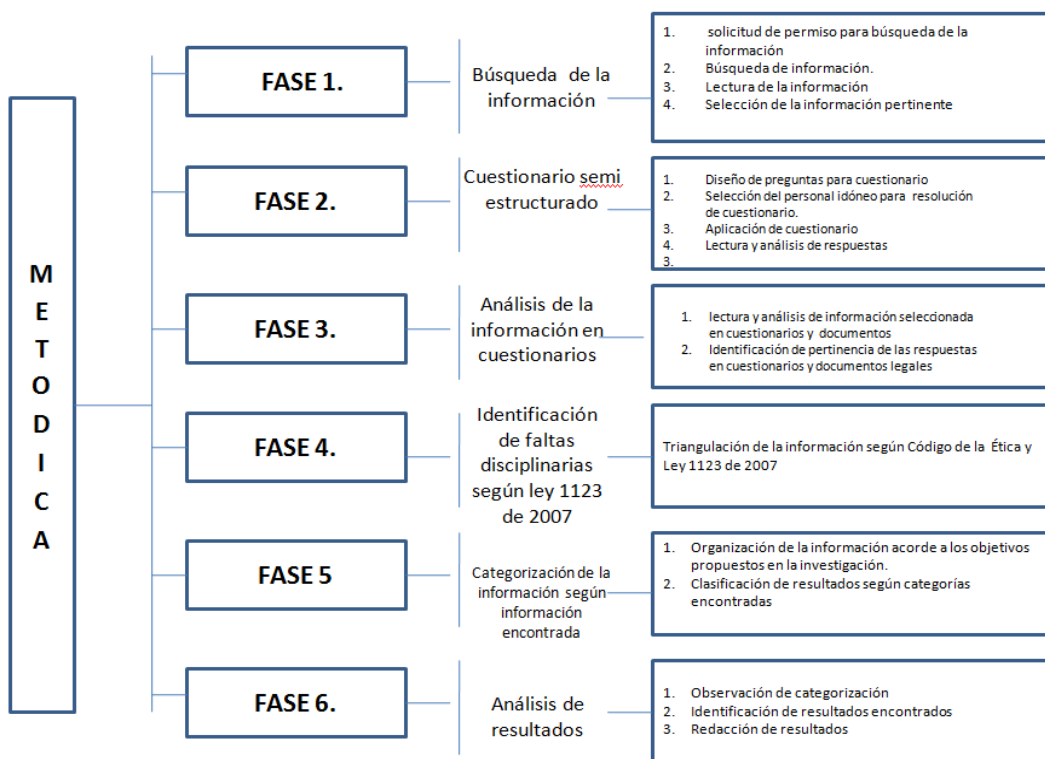 METODICA
FASE 1.
Búsqueda de la
información
1. solicitud de permiso para búsqueda de la
información
2. Búsqueda de información.
3. Lectura de la información
4. Selección de la información pertinente
FASE 2.
Cuestionario semi
estructurado
1. Diseño de preguntas para cuestionario
2. Selección del personal idóneo para resolución
de cuestionario.
3. Aplicación de cuestionario
4. Lectura y análisis de respuestas
3.
FASE 3.
Análisis de la
información en
cuestionarios
1. lectura y análisis de información seleccionada
en cuestionarios y documentos
2. Identificación de pertinencia de las respuestas
en cuestionarios y documentos legales
FASE 4.
Identificación
de faltas
disciplinarias
según ley 1123
de 2007
Triangulación de la información según Código de la Ética y
Ley 1123 de 2007
FASE 5
Categorización de la
información según
información
encontrada
1. Organización de la información acorde a los objetivos
propuestos en la investigación.
2. Clasificación de resultados según categorías
encontradas
FASE 6.
Análisis de
resultados
1. Observación de categorización
2. Identificación de resultados encontrados
3. Redacción de resultados